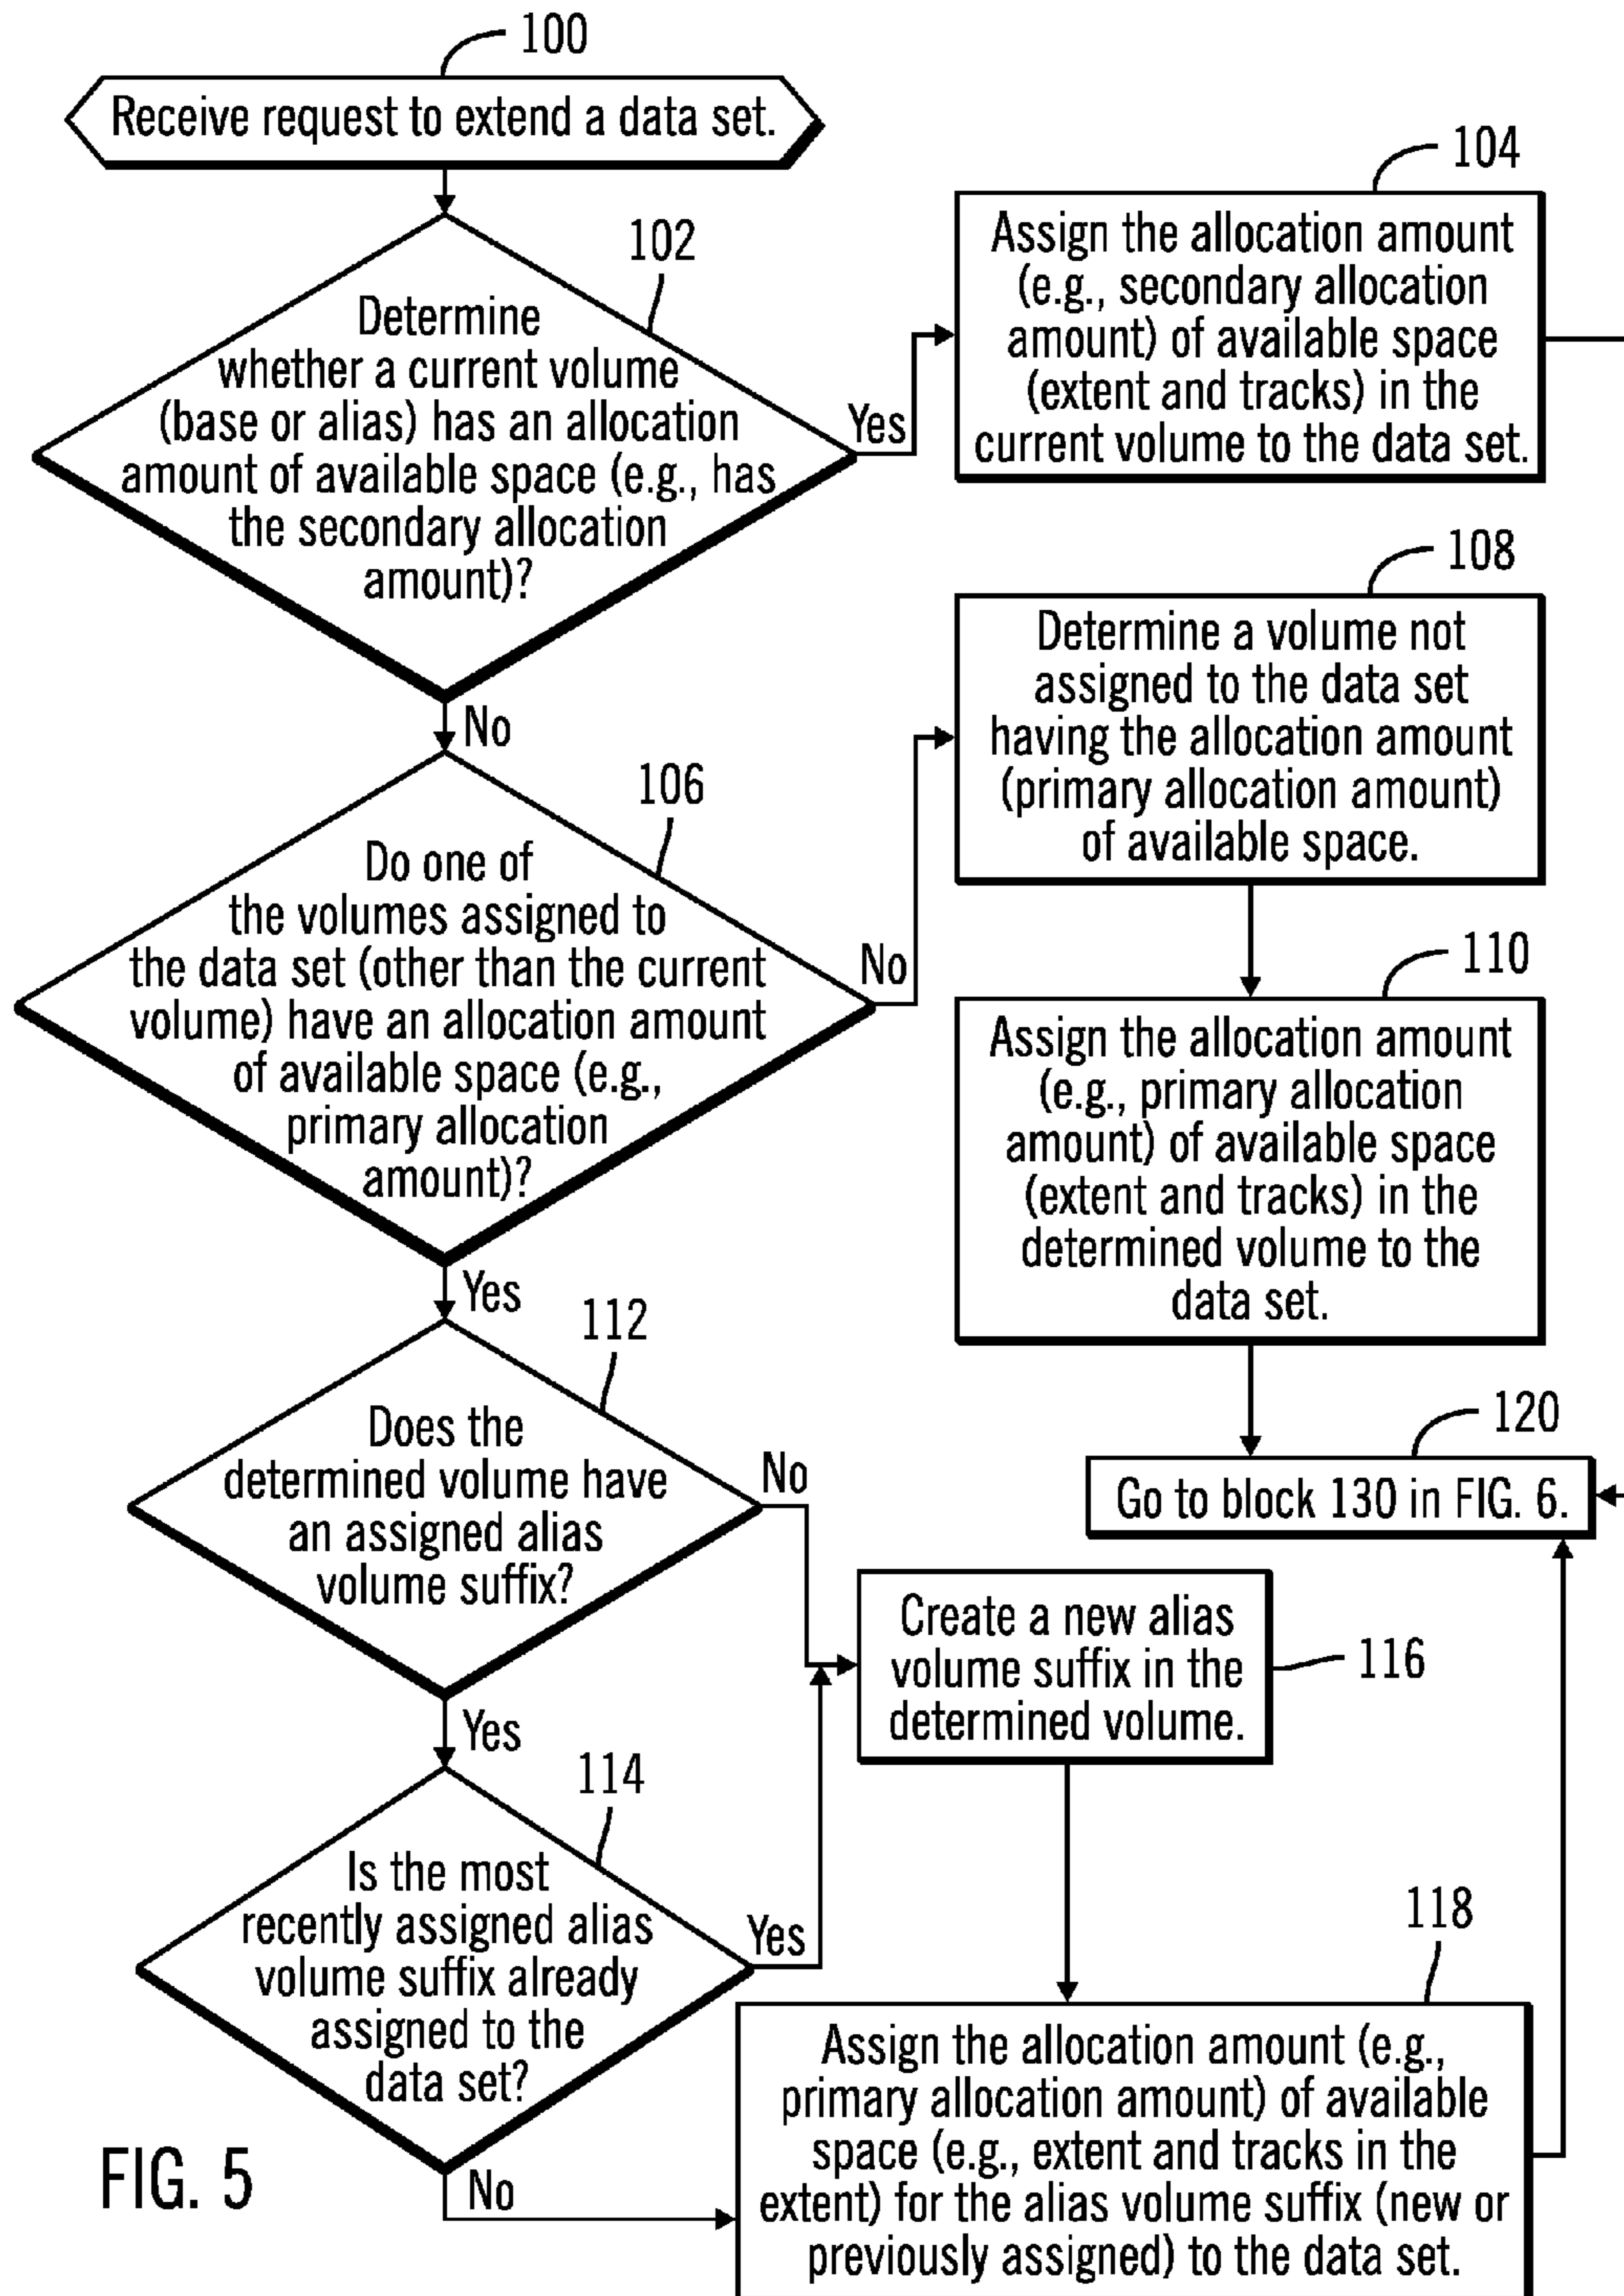 100
Receive request to extend a data set.
102
Determine
whether a current volume
(base or alias) has an allocation
amount of available space (e.g., has
the secondary allocation
amount)?
Yes
No
104
Assign the allocation amount
(e.g., secondary allocation
amount) of available space
(extent and tracks) in the
current volume to the data set.
106
Do one of
the volumes assigned to
the data set (other than the current
volume) have an allocation amount
of available space (e.g.,
primary allocation
amount)?
No
Yes
108
Determine a volume not
assigned to the data set
having the allocation amount
(primary allocation amount)
of available space.
110
Assign the allocation amount
(e.g., primary allocation
amount) of available space
(extent and tracks) in the
determined volume to the
data set.
112
Does the
determined volume have
an assigned alias
volume suffix?
No
Yes
120
Go to block 130 in FIG. 6.
114
Is the most
recently assigned alias
volume suffix already
assigned to the
data set?
Yes
No
116
Create a new alias
volume suffix in the
determined volume.
118
Assign the allocation amount (e.g.,
primary allocation amount) of available
space (e.g., extent and tracks in the
extent) for the alias volume suffix (new or
previously assigned) to the data set.
FIG. 5